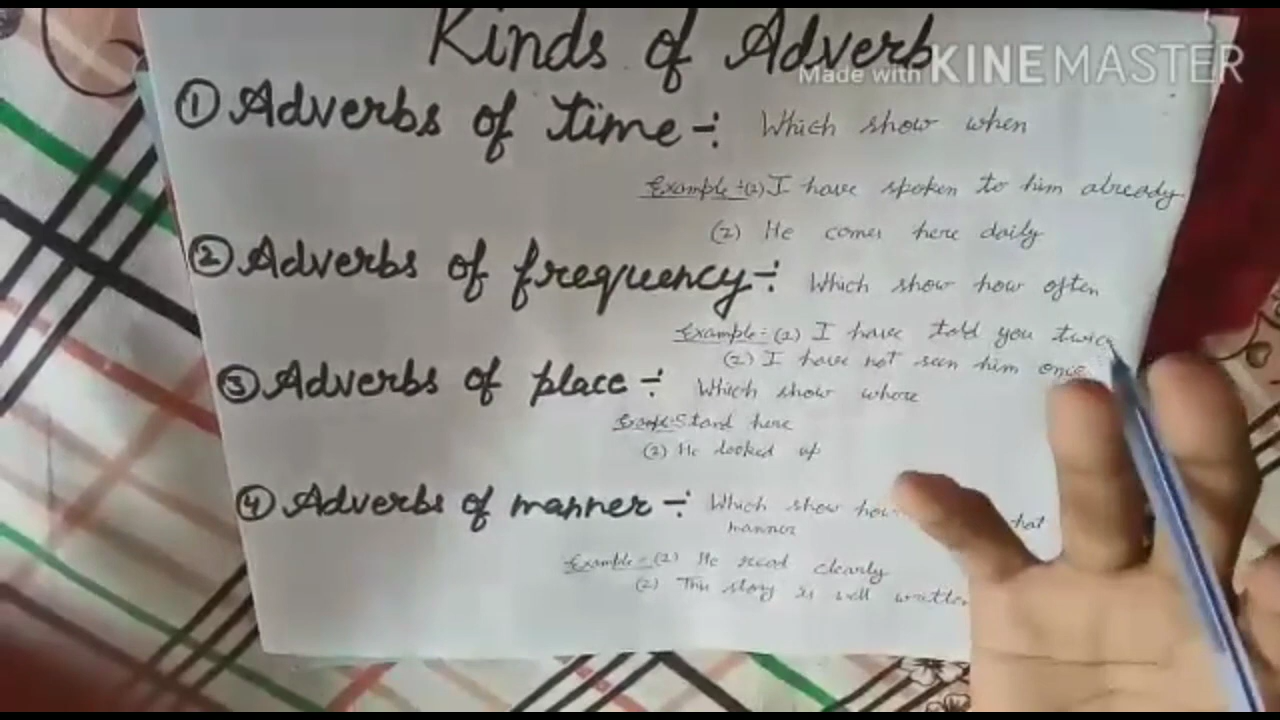 Kinds of Adverb
Made with KINEMASTER
① Adverbs of time -: Which show when
Example :- (1) I have spoken to him already
(2) He comes here daily
② Adverbs of frequency -: Which show how often
Example :- (1) I have told you twice
(2) I have not seen him once
③ Adverbs of place -: Which show where
Stand here
(2) He looked up
④ Adverbs of manner -: Which show how
manner
Example - (1) He read clearly
(2) This story is well written